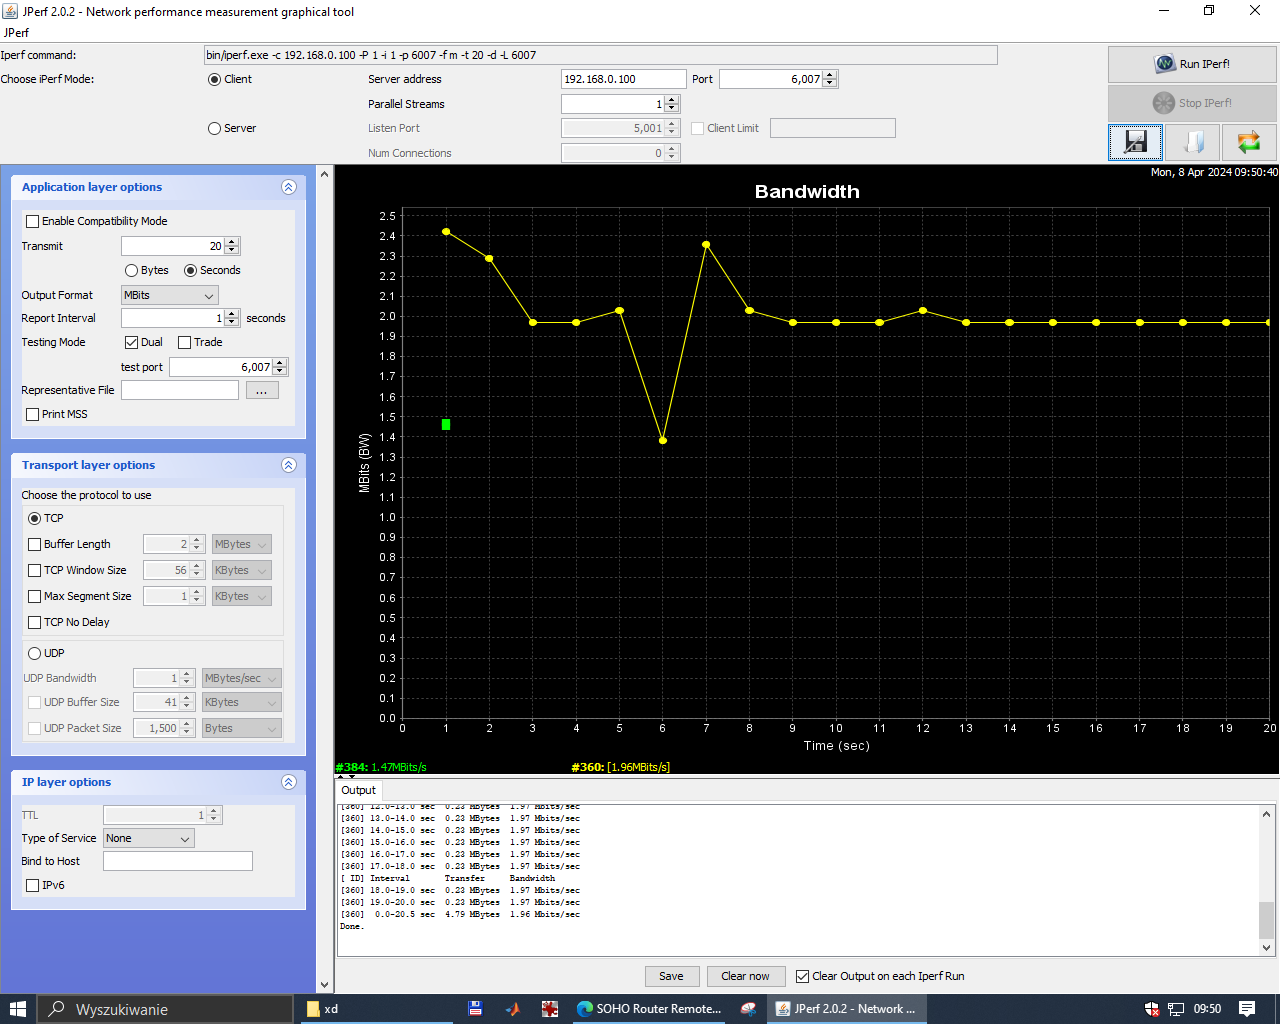 JPerf 2.0.2 - Network performance measurement graphical tool
JPerf
Iperf command: bin/iperf.exe -c 192.168.0.100 -P 1 -i 1 -p 6007 -f m -t 20 -d -L 6007
Choose iPerf Mode: Client Server address 192.168.0.100 Port 6,007
Parallel Streams 1
Server Listen Port 5,001 Client Limit
Num Connections 0
Run IPerf!
Stop IPerf!
Application layer options
Enable Compatibility Mode
Transmit 20
Bytes Seconds
Output Format MBits
Report Interval 1 seconds
Testing Mode Dual Trade
test port 6,007
Representative File ...
Print MSS
Transport layer options
Choose the protocol to use
TCP
Buffer Length 2 MBytes
TCP Window Size 56 KBytes
Max Segment Size 1 KBytes
TCP No Delay
UDP
UDP Bandwidth 1 MBytes/sec
UDP Buffer Size 41 KBytes
UDP Packet Size 1,500 Bytes
IP layer options
TTL 1
Type of Service None
Bind to Host
IPv6
Mon, 8 Apr 2024 09:50:40
Bandwidth
2.5
2.4
2.3
2.2
2.1
2.0
1.9
1.8
1.7
1.6
1.5
1.4
1.3
1.2
1.1
1.0
0.9
0.8
0.7
0.6
0.5
0.4
0.3
0.2
0.1
0.0
MBits (BW)
0 1 2 3 4 5 6 7 8 9 10 11 12 13 14 15 16 17 18 19 20
Time (sec)
#384: 1.47MBits/s #360: [1.96MBits/s]
Output
[360] 12.0-13.0 sec 0.23 MBytes 1.97 Mbits/sec
[360] 13.0-14.0 sec 0.23 MBytes 1.97 Mbits/sec
[360] 14.0-15.0 sec 0.23 MBytes 1.97 Mbits/sec
[360] 15.0-16.0 sec 0.23 MBytes 1.97 Mbits/sec
[360] 16.0-17.0 sec 0.23 MBytes 1.97 Mbits/sec
[360] 17.0-18.0 sec 0.23 MBytes 1.97 Mbits/sec
[ ID] Interval Transfer Bandwidth
[360] 18.0-19.0 sec 0.23 MBytes 1.97 Mbits/sec
[360] 19.0-20.0 sec 0.23 MBytes 1.97 Mbits/sec
[360] 0.0-20.5 sec 4.79 MBytes 1.96 Mbits/sec
Done.
Save Clear now Clear Output on each Iperf Run
Wyszukiwanie xd SOHO Router Remote... JPerf 2.0.2 - Network ... 09:50